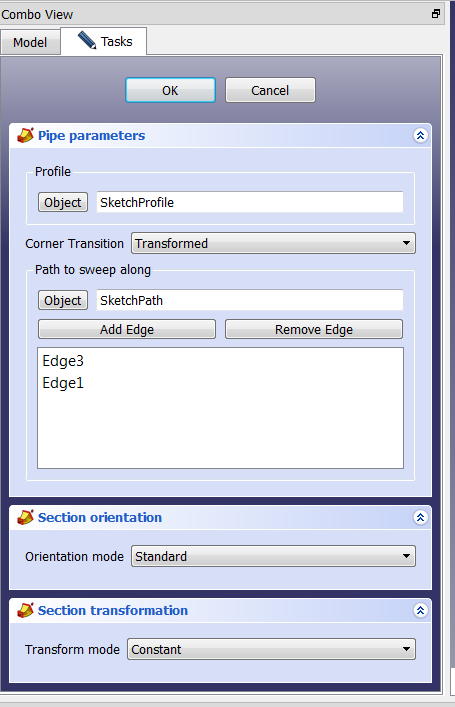 Combo View
Model
Tasks
OK
Cancel
Pipe parameters
Profile
Object
SketchProfile
Corner Transition
Transformed
Path to sweep along
Object
SketchPath
Add Edge
Remove Edge
Edge3
Edge1
Section orientation
Orientation mode
Standard
Section transformation
Transform mode
Constant